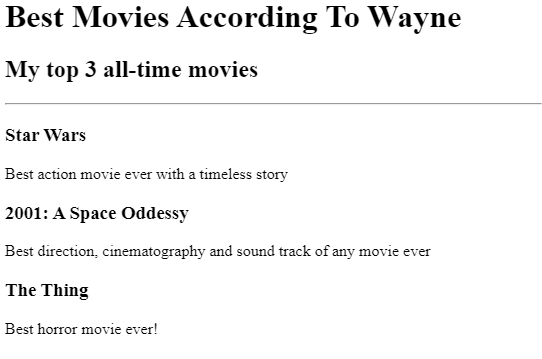 Best Movies According To Wayne
My top 3 all-time movies
Star Wars
Best action movie ever with a timeless story
2001: A Space Oddessy
Best direction, cinematography and sound track of any movie ever
The Thing
Best horror movie ever!